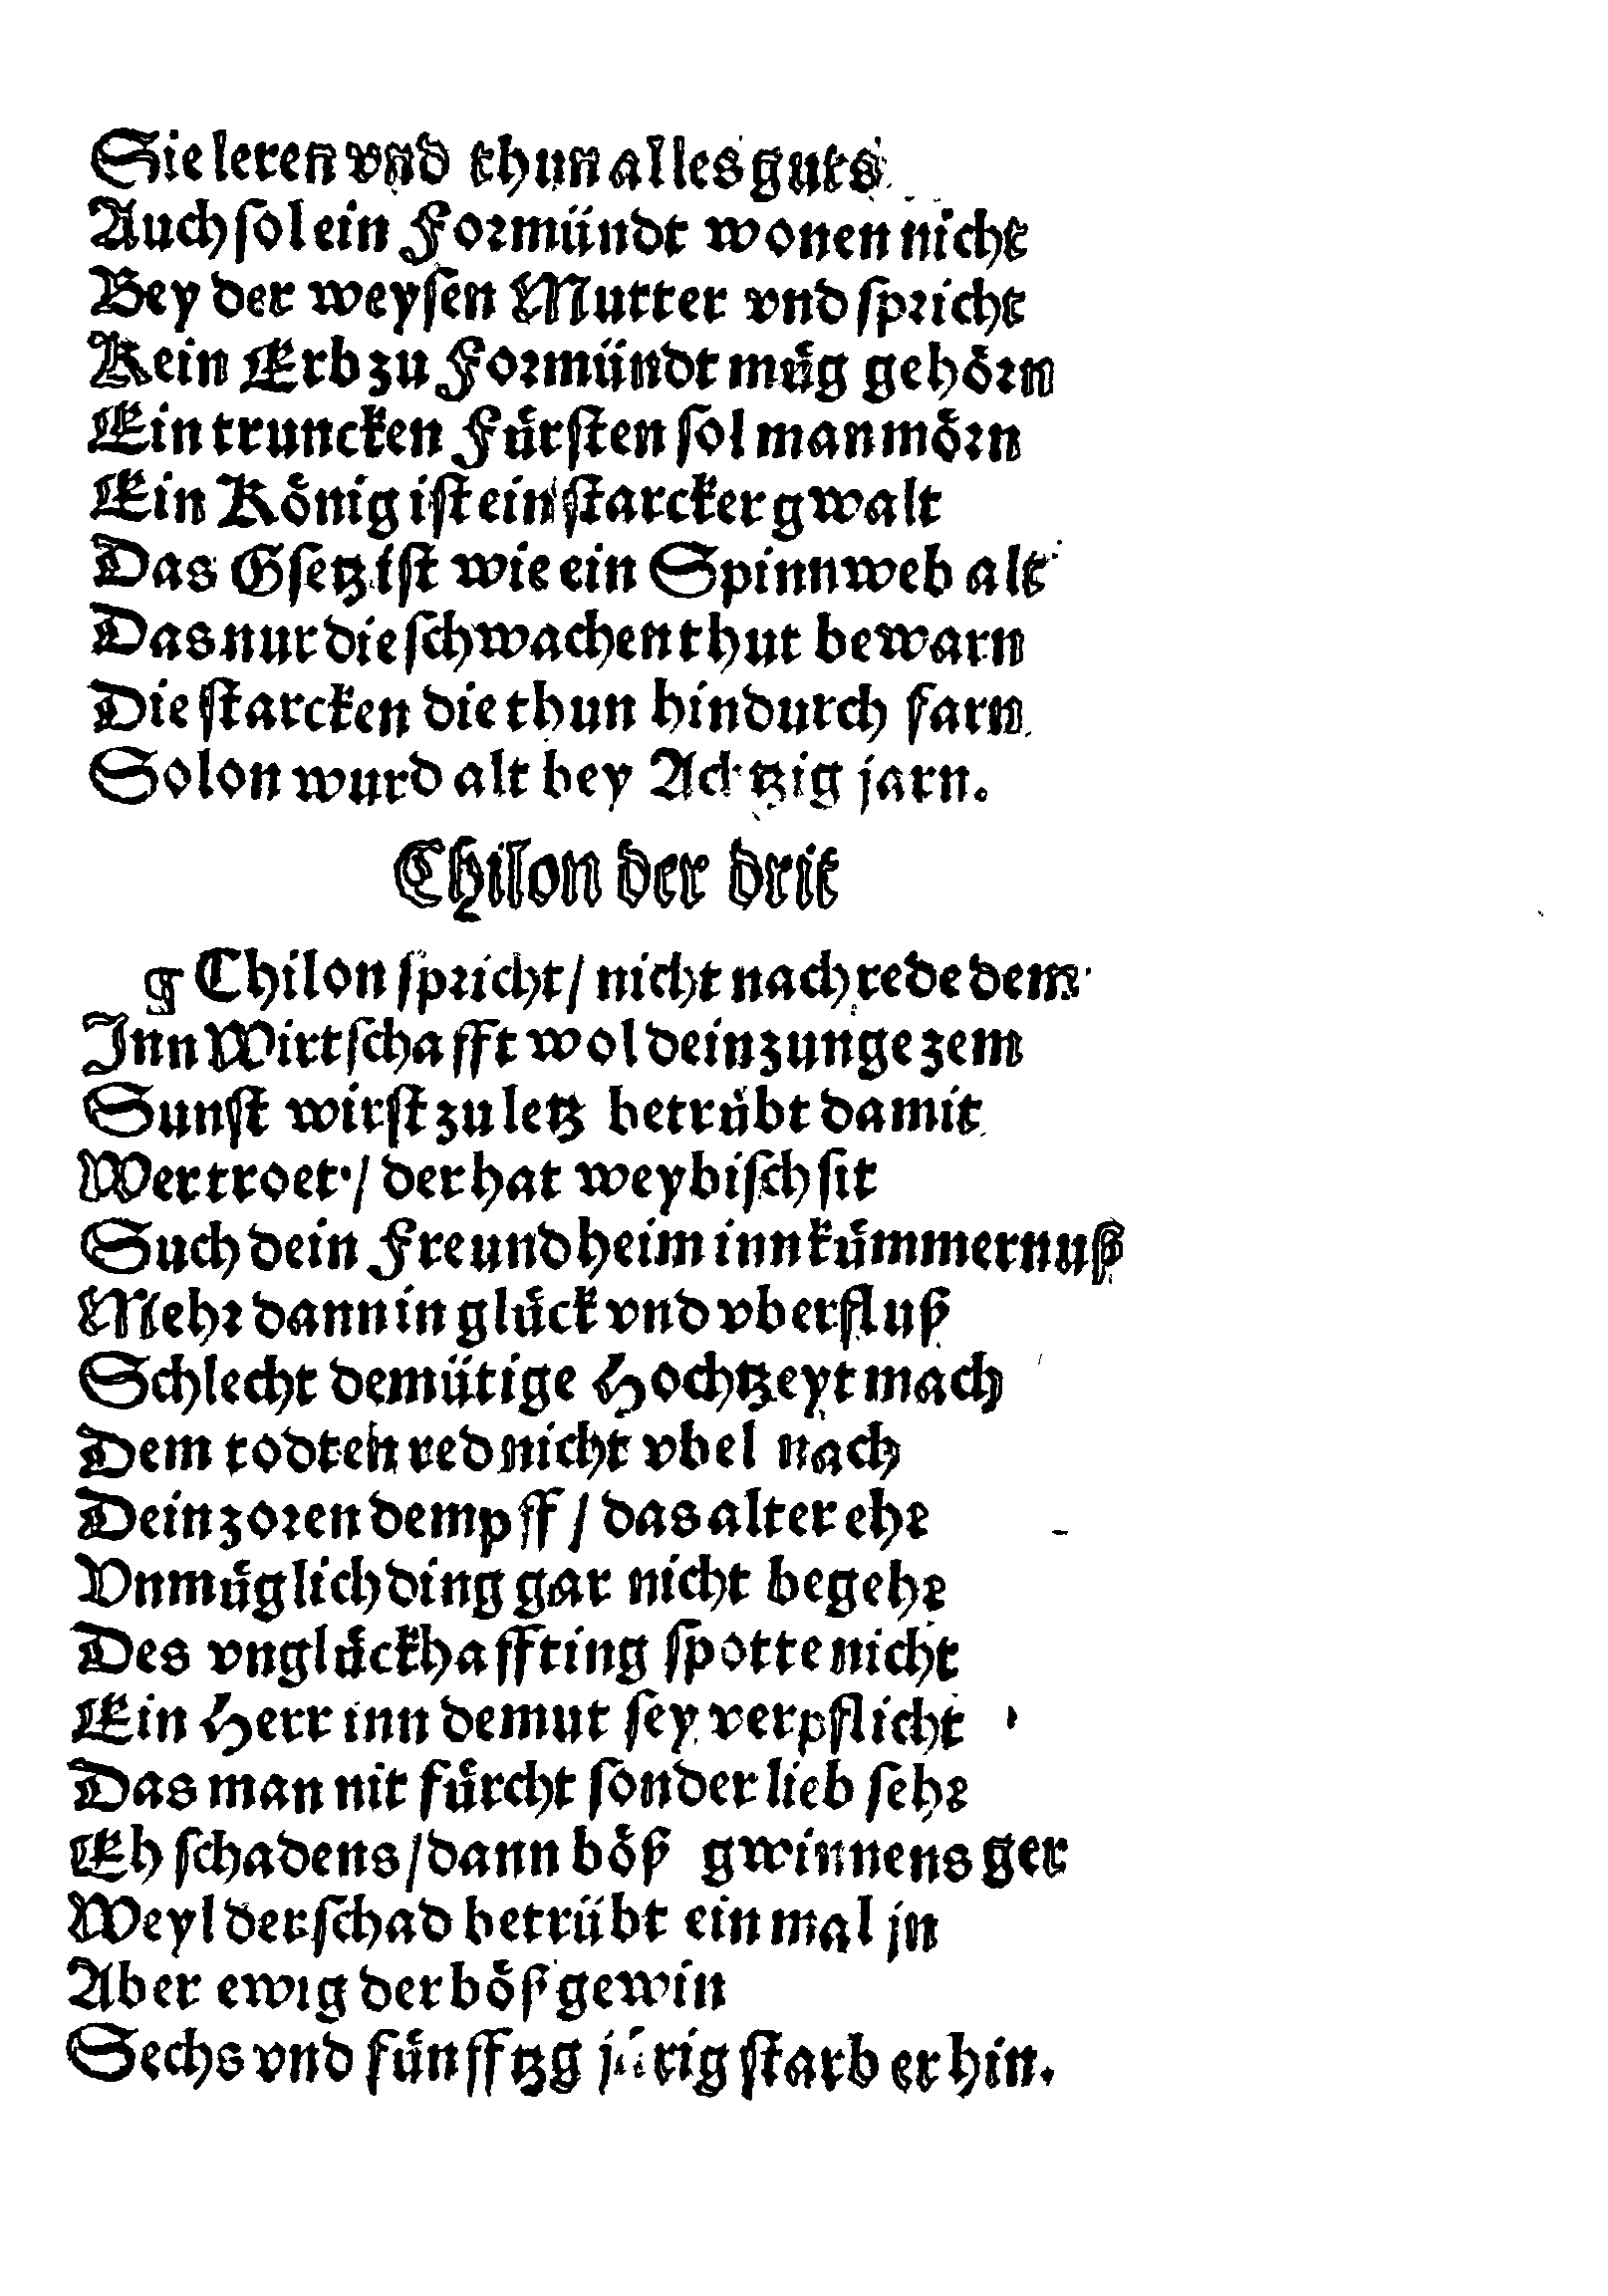 Sie leren vnd thun alles guts
Auch sol ein Formündt wonen nicht
Bey der weysen Mutter vnd spricht
Kein Erb zu Formündt müg gehörn
Ein truncken Fürsten sol man mörn
Ein König ist ein starcker gwalt
Das Gsetz ist wie ein Spinnweb alt
Das nur die schwachen thut bewarn
Die starcken die thun hindurch farn
Solon wurd alt bey Achtzig jarn.
Chilon der drit
Chilon spricht / nicht nachrede dem
Inn Wirtschafft wol dein zunge zem
Sunst wirst zu letz betrübt damit
Wer troet / der hat weybisch sit
Such dein Freund heim inn kümmernuß
Mehr dann in glück vnd vberfluß
Schlecht demütige Hochtzeyt mach
Dem todten red nicht vbel nach
Dein zoren dempff / das alter ehr
Vnmüglich ding gar nicht begehr
Des vnglückhaffting spotte nicht
Ein Herr inn demut sey verpflicht
Das man nit fürcht sonder lieb sehr
Eh schadens / dann böß gwinnens ger
Weyl der schad betrübt ein mal jn
Aber ewig der böß gewin
Sechs vnd fünfftzg järig starb er hin.